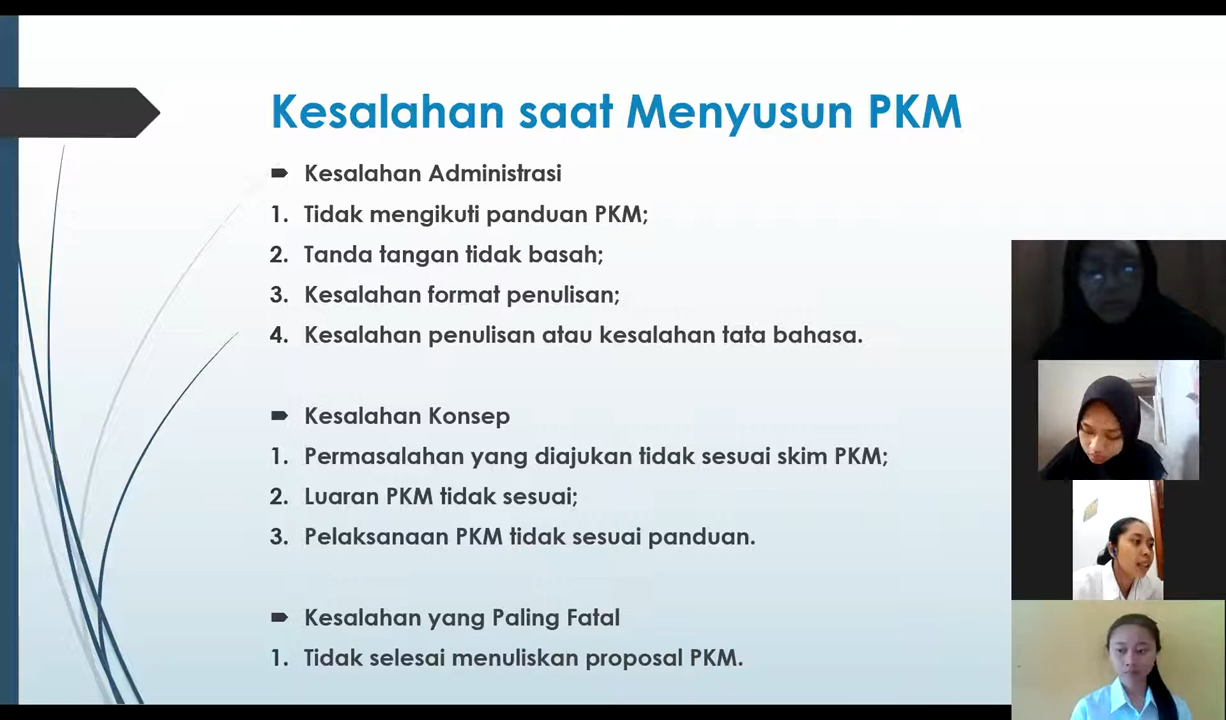 Kesalahan saat Menyusun PKM
Kesalahan Administrasi
1. Tidak mengikuti panduan PKM;
2. Tanda tangan tidak basah;
3. Kesalahan format penulisan;
4. Kesalahan penulisan atau kesalahan tata bahasa.
Kesalahan Konsep
1. Permasalahan yang diajukan tidak sesuai skim PKM;
2. Luaran PKM tidak sesuai;
3. Pelaksanaan PKM tidak sesuai panduan.
Kesalahan yang Paling Fatal
1. Tidak selesai menuliskan proposal PKM.